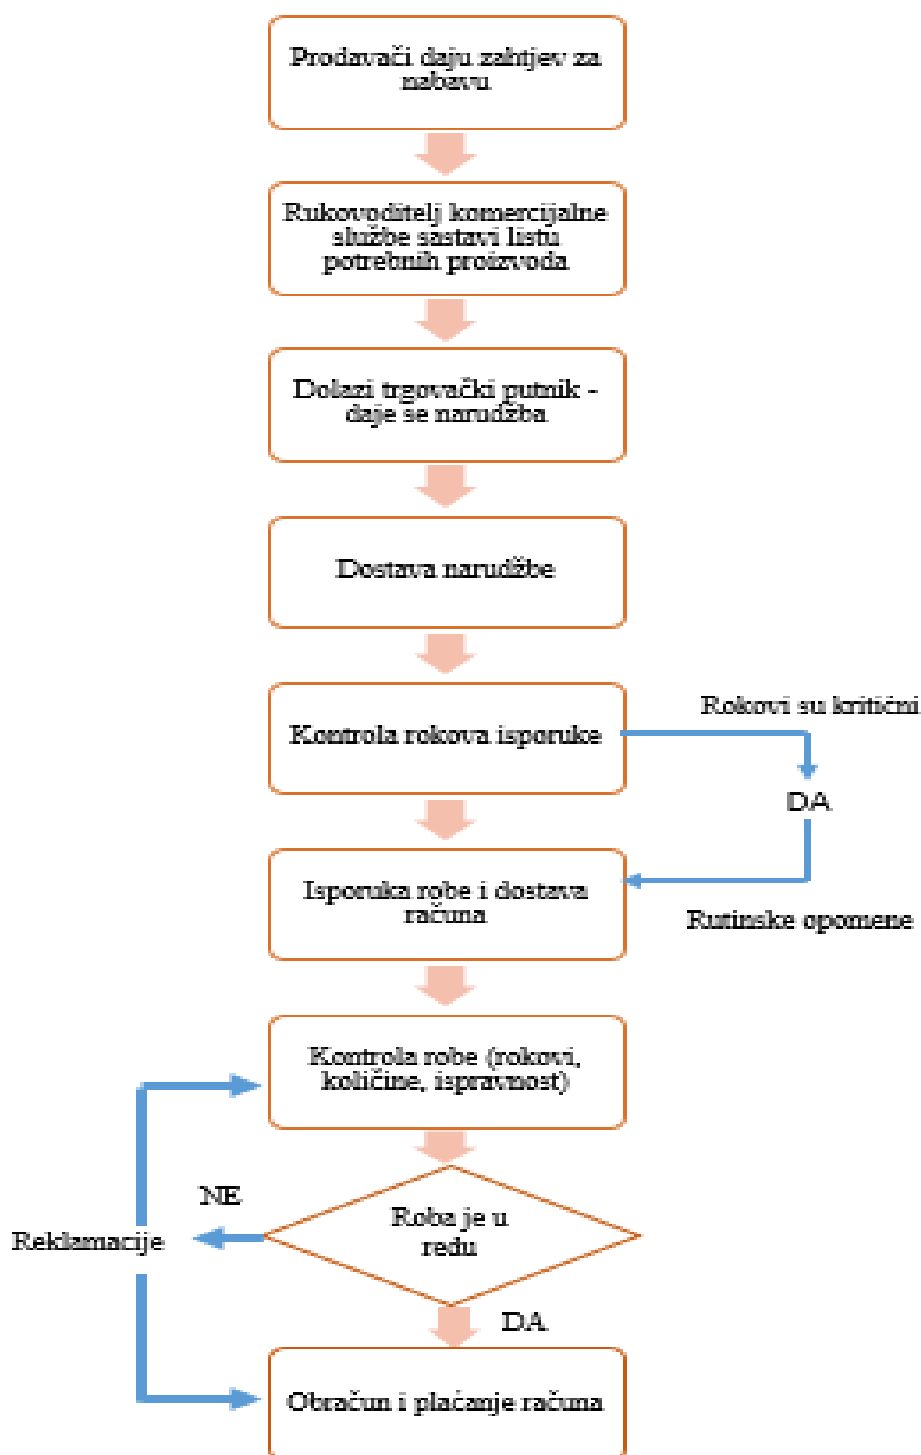 Prodavači daju zahtjev za
nabavu
Rukovoditelj komercijalne
službe sastavi listu
potrebnih proizvoda
Dolazi trgovački putnik -
daje se narudžba
Dostava narudžbe
Kontrola rokova isporuke
Rokovi su kritični
DA
Isporuka robe i dostava
računa
Rutinske opomene
Kontrola robe (rokovi,
količine, ispravnost)
NE
Roba je u
redu
Reklamacije
DA
Obračun i plaćanje računa